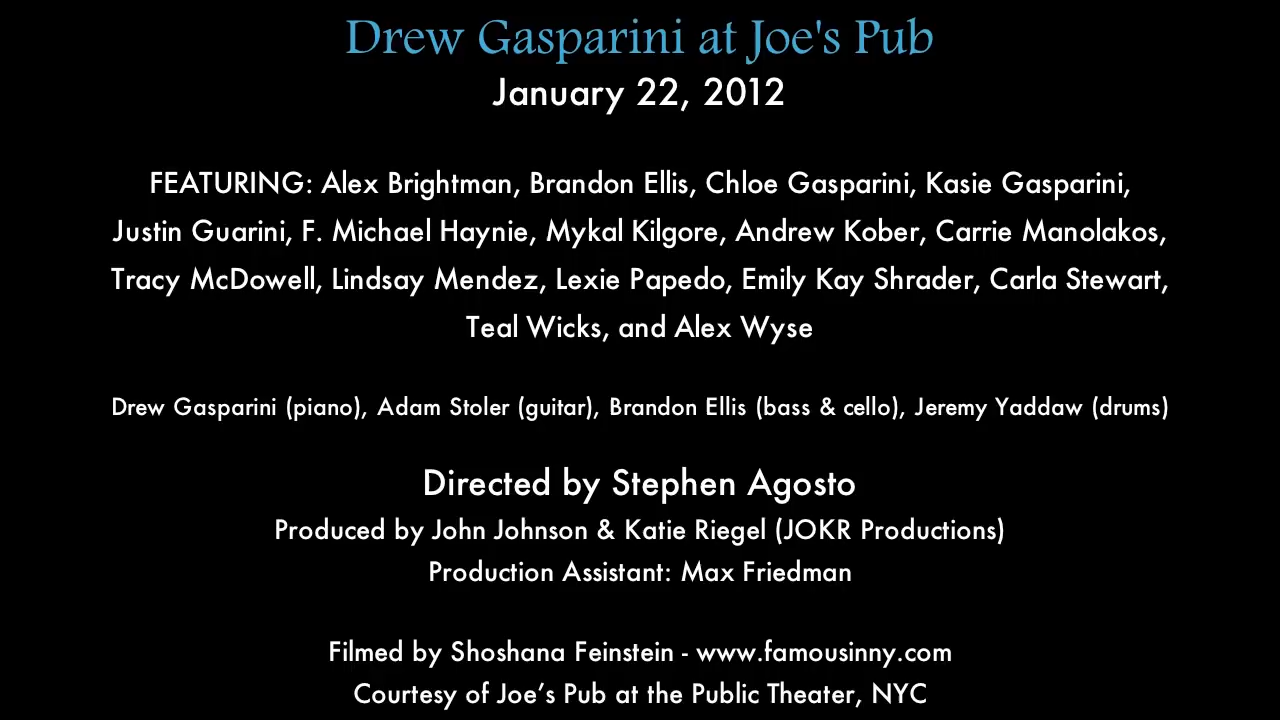 Drew Gasparini at Joe's Pub
January 22, 2012
FEATURING: Alex Brightman, Brandon Ellis, Chloe Gasparini, Kasie Gasparini,
Justin Guarini, F. Michael Haynie, Mykal Kilgore, Andrew Kober, Carrie Manolakos,
Tracy McDowell, Lindsay Mendez, Lexie Papedo, Emily Kay Shrader, Carla Stewart,
Teal Wicks, and Alex Wyse
Drew Gasparini (piano), Adam Stoler (guitar), Brandon Ellis (bass & cello), Jeremy Yaddaw (drums)
Directed by Stephen Agosto
Produced by John Johnson & Katie Riegel (JOKR Productions)
Production Assistant: Max Friedman
Filmed by Shoshana Feinstein - www.famousinny.com
Courtesy of Joe’s Pub at the Public Theater, NYC